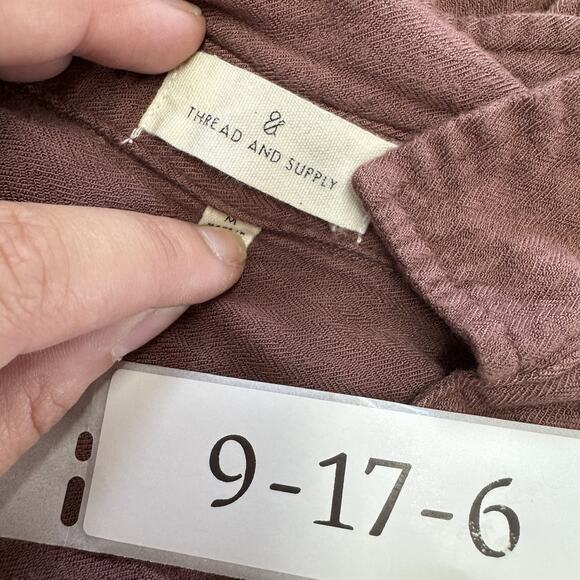 &
THREAD AND SUPPLY
M
9-17-6